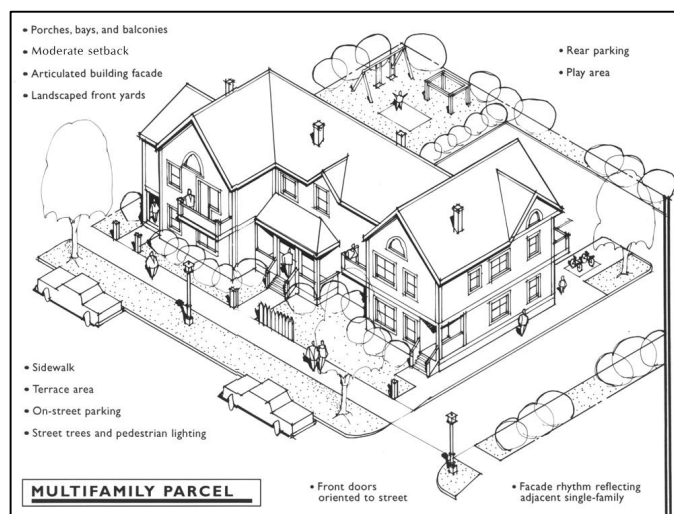 • Porches, bays, and balconies
• Moderate setback
• Articulated building facade
• Landscaped front yards
• Rear parking
• Play area
• Sidewalk
• Terrace area
• On-street parking
• Street trees and pedestrian lighting
MULTIFAMILY PARCEL
• Front doors
oriented to street
• Facade rhythm reflecting
adjacent single-family